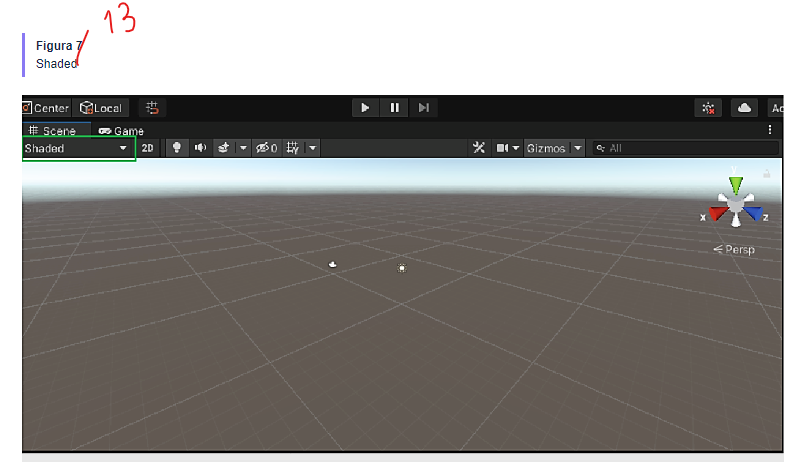 13
Figura 7
Shaded
Center Local Ac
Scene Game
Shaded 2D 0 Gizmos All
y
x z
Persp